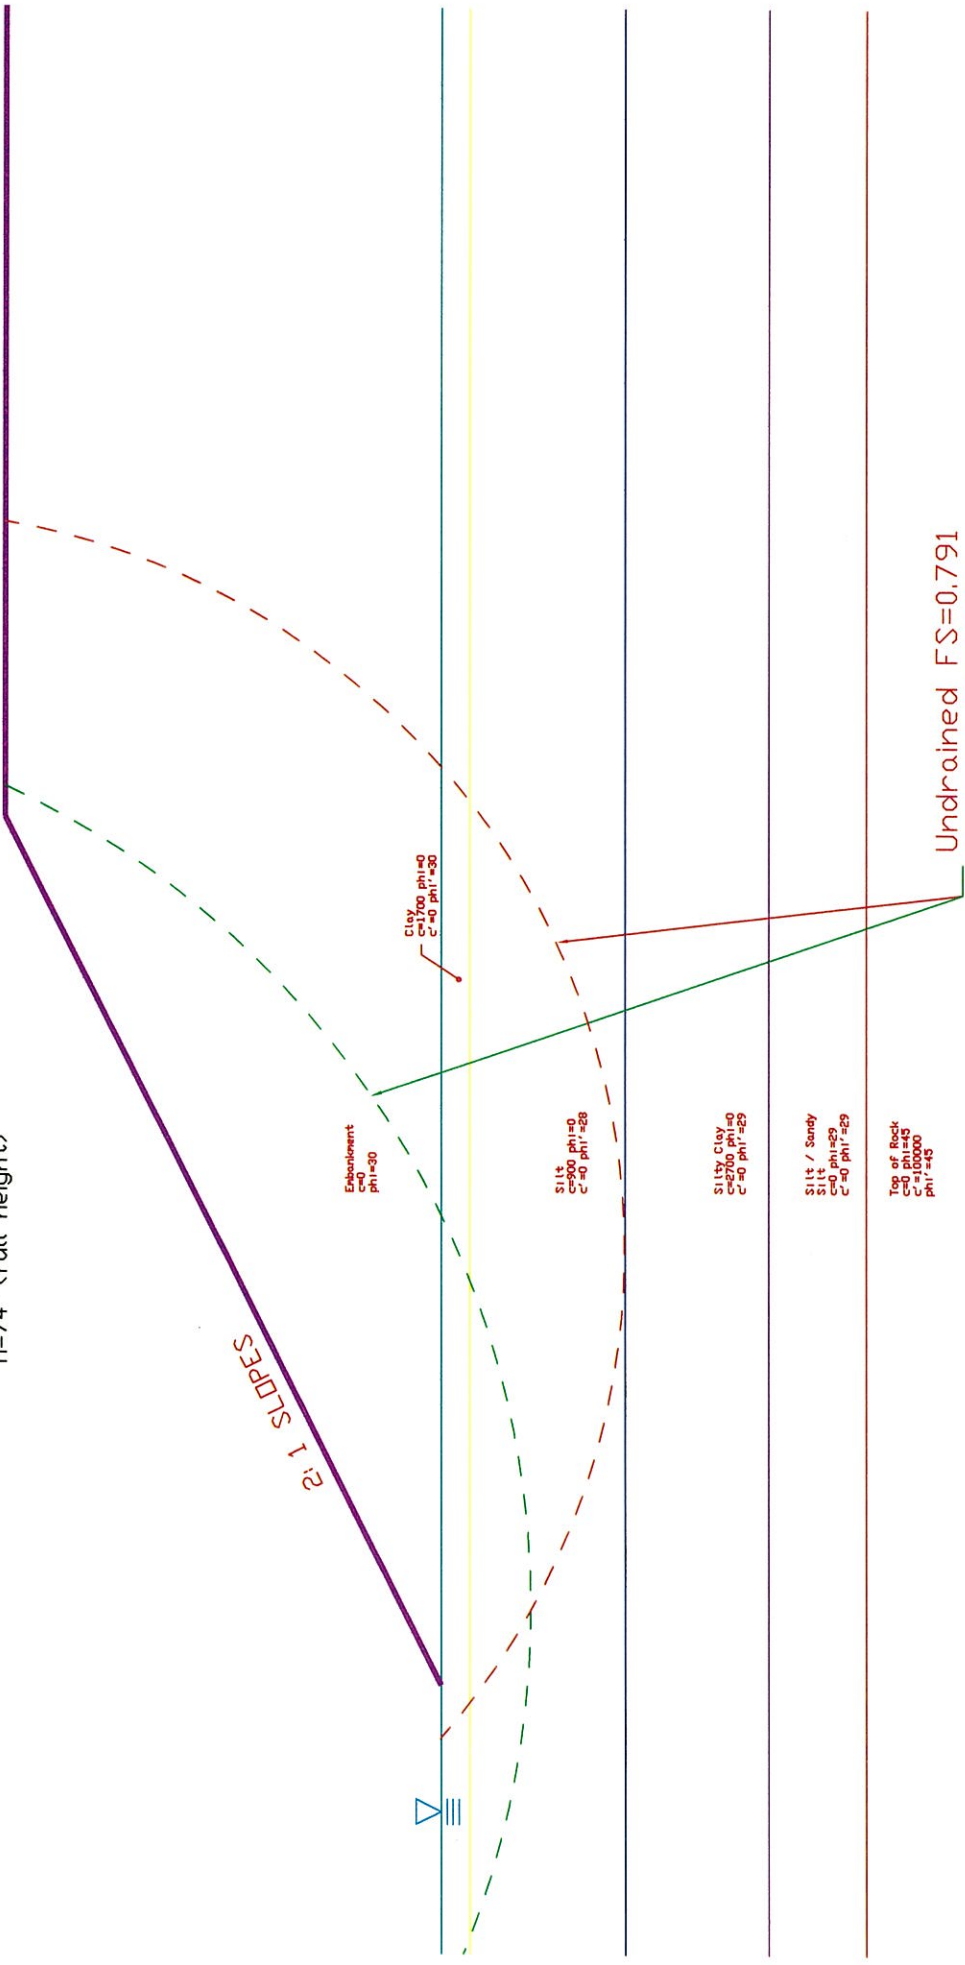 2:1 SLOPES
Clay
c=1700 phi=0
c'=0 phi'=30
Embankment
c=0
phi=30
Silt
c=900 phi=0
c'=0 phi'=28
Silty Clay
c=2700 phi=0
c'=0 phi'=29
Silt / Sandy
Silt
c=0 phi=29
c'=0 phi'=29
Top of Rock
c=0 phi=45
c'=100000
phi'=45
Undrained FS=0.791